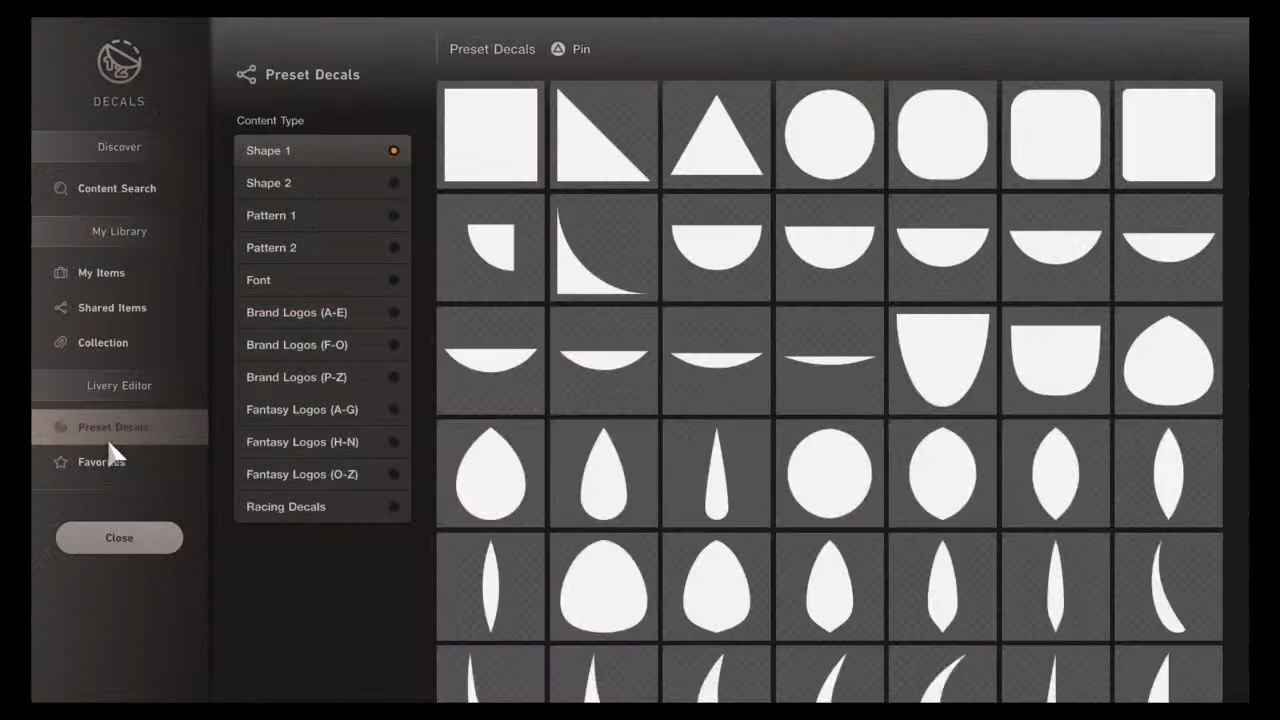 DECALS
Discover
Content Search
My Library
My Items
Shared Items
Collection
Livery Editor
Preset Decals
Favorites
Close
Preset Decals
Content Type
Shape 1
Shape 2
Pattern 1
Pattern 2
Font
Brand Logos (A-E)
Brand Logos (F-O)
Brand Logos (P-Z)
Fantasy Logos (A-G)
Fantasy Logos (H-N)
Fantasy Logos (O-Z)
Racing Decals
Preset Decals Pin